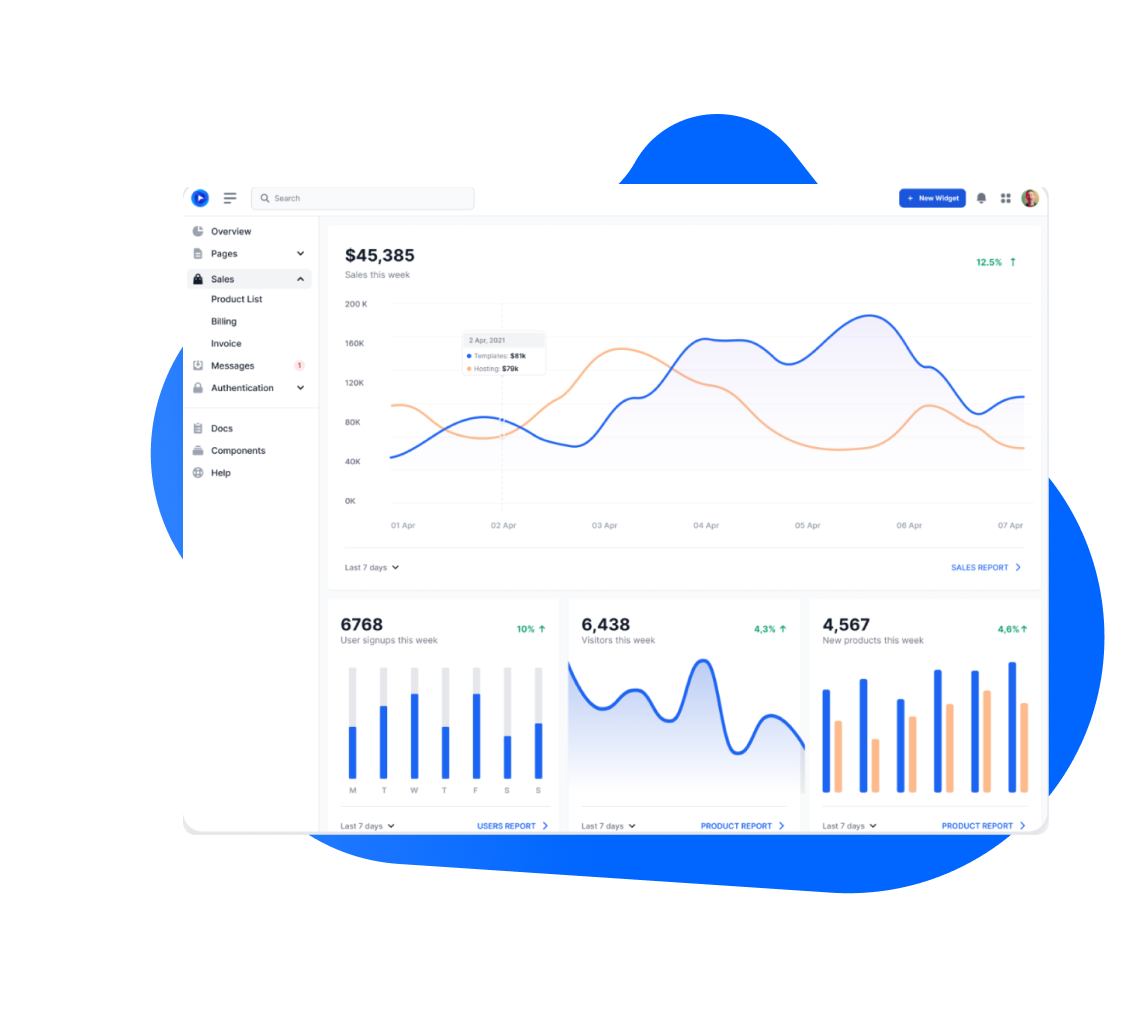 Search
+ New Widget
Overview
Pages
Sales
Product List
Billing
Invoice
Messages 1
Authentication
Docs
Components
Help
$45,385
Sales this week
12.5% ↑
200 K
160K
120K
80K
40K
0K
2 Apr, 2021
Templates: $81k
Hosting: $79k
01 Apr 02 Apr 03 Apr 04 Apr 05 Apr 06 Apr 07 Apr
Last 7 days
SALES REPORT
6768
User signups this week
10% ↑
M T W T F S S
Last 7 days
USERS REPORT
6,438
Visitors this week
4,3% ↑
Last 7 days
PRODUCT REPORT
4,567
New products this week
4,6% ↑
Last 7 days
PRODUCT REPORT